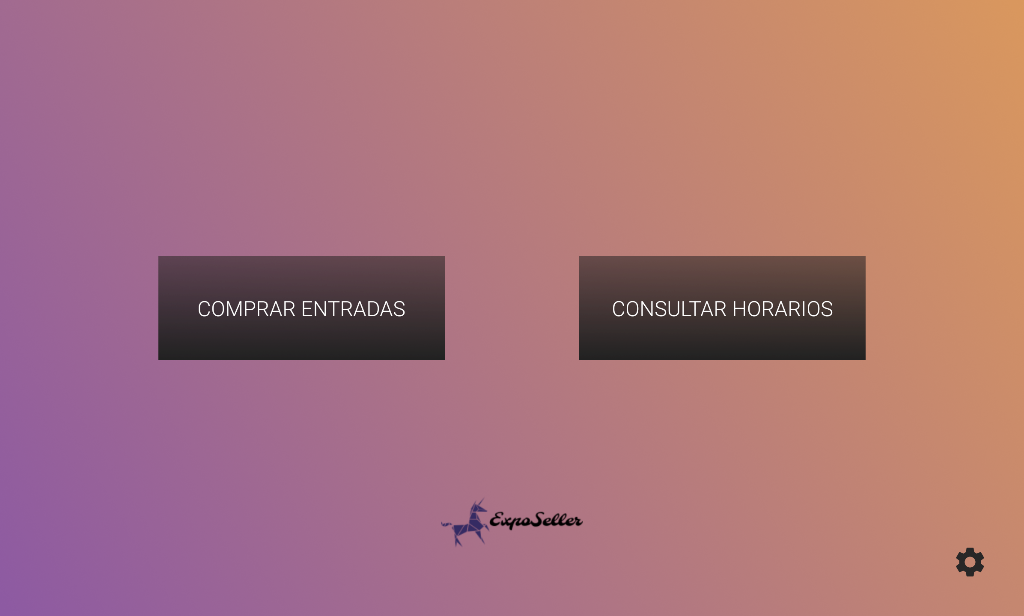 COMPRAR ENTRADAS
CONSULTAR HORARIOS
ExpoSeller